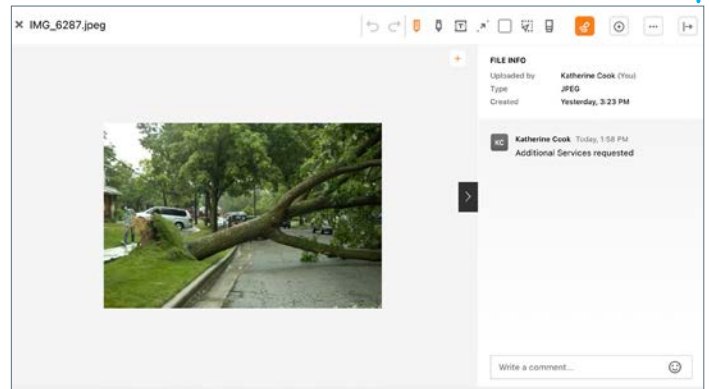 IMG_6287.jpeg
FILE INFO
Uploaded by Katherine Cook (You)
Type JPEG
Created Yesterday, 3:23 PM
KC Katherine Cook Today, 1:58 PM
Additional Services requested
Write a comment...